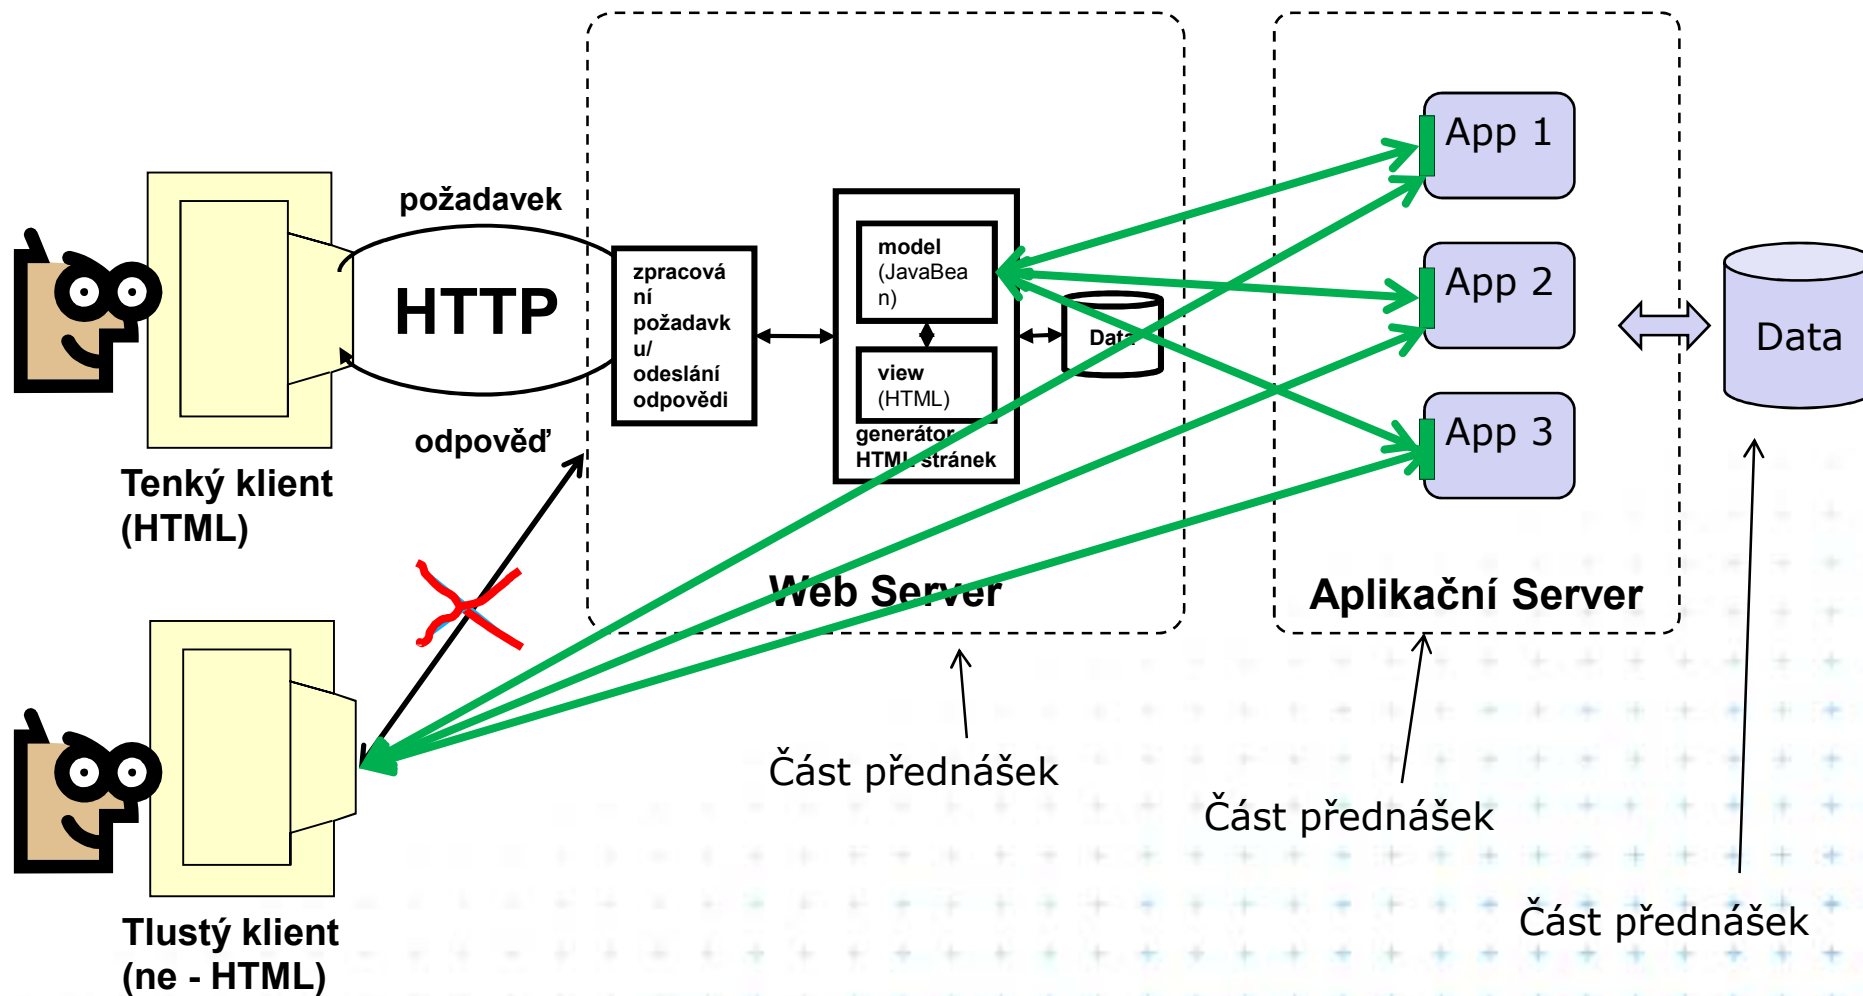 požadavek
HTTP
odpověď
Tenký klient
(HTML)
zpracová
ní
požadavk
u/
odeslání
odpovědi
model
(JavaBea
n)
view
(HTML)
generátor
HTML stránek
Data
Web Server
App 1
App 2
App 3
Aplikační Server
Data
Část přednášek
Část přednášek
Část přednášek
Tlustý klient
(ne - HTML)